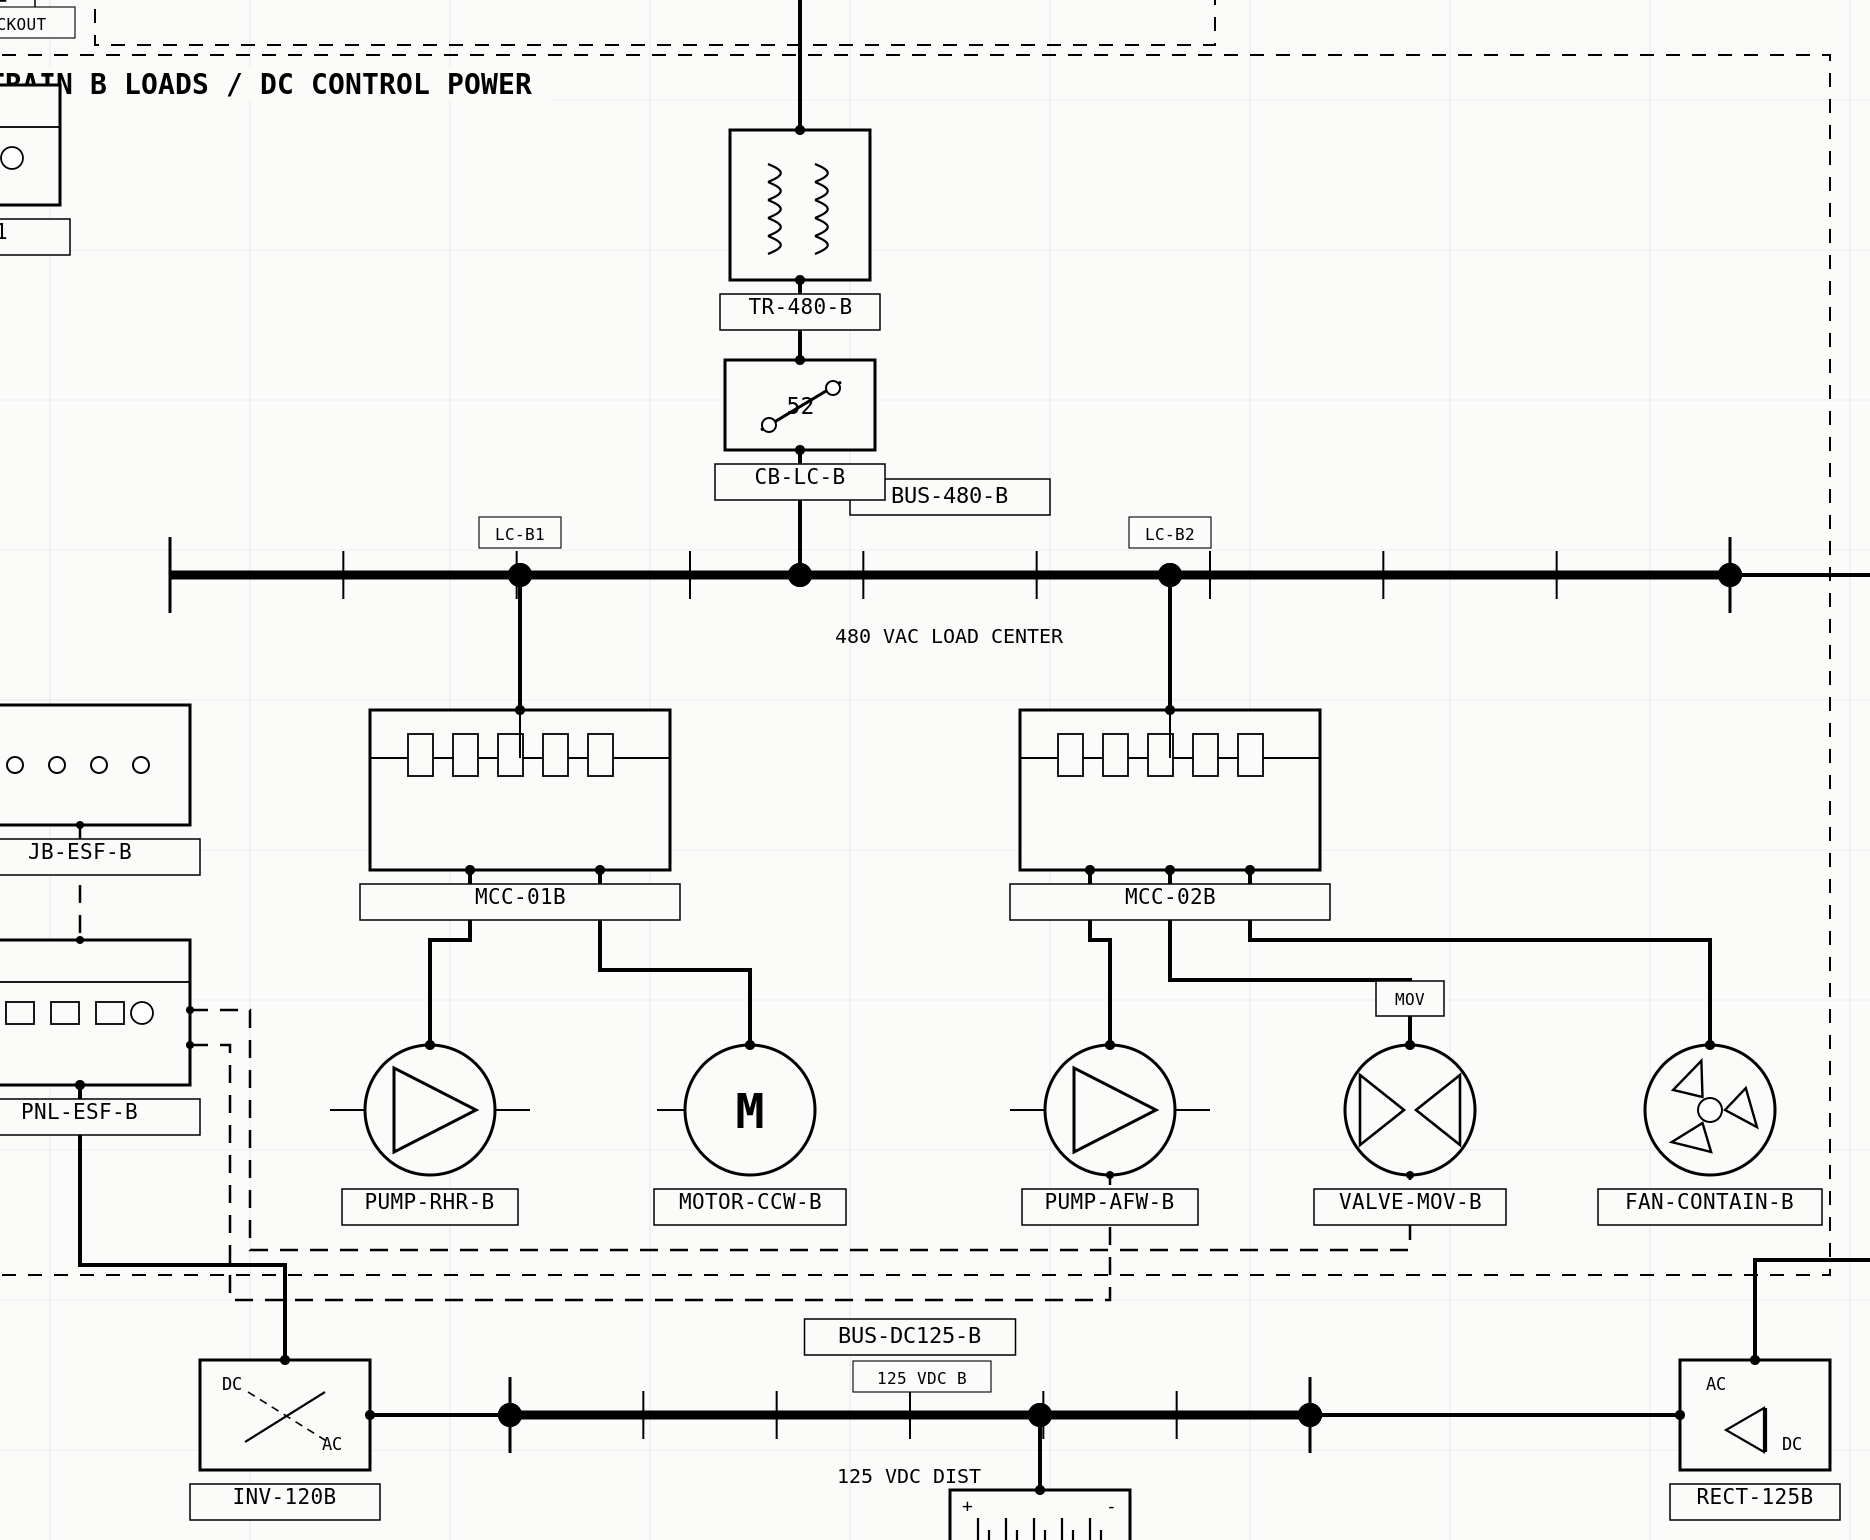 CKOUT
TRAIN B LOADS / DC CONTROL POWER
1
TR-480-B
52
CB-LC-B
BUS-480-B
LC-B1
LC-B2
480 VAC LOAD CENTER
JB-ESF-B
MCC-01B
MCC-02B
MOV
PNL-ESF-B
M
PUMP-RHR-B
MOTOR-CCW-B
PUMP-AFW-B
VALVE-MOV-B
FAN-CONTAIN-B
BUS-DC125-B
125 VDC B
DC
AC
AC
DC
125 VDC DIST
INV-120B
RECT-125B
+ -